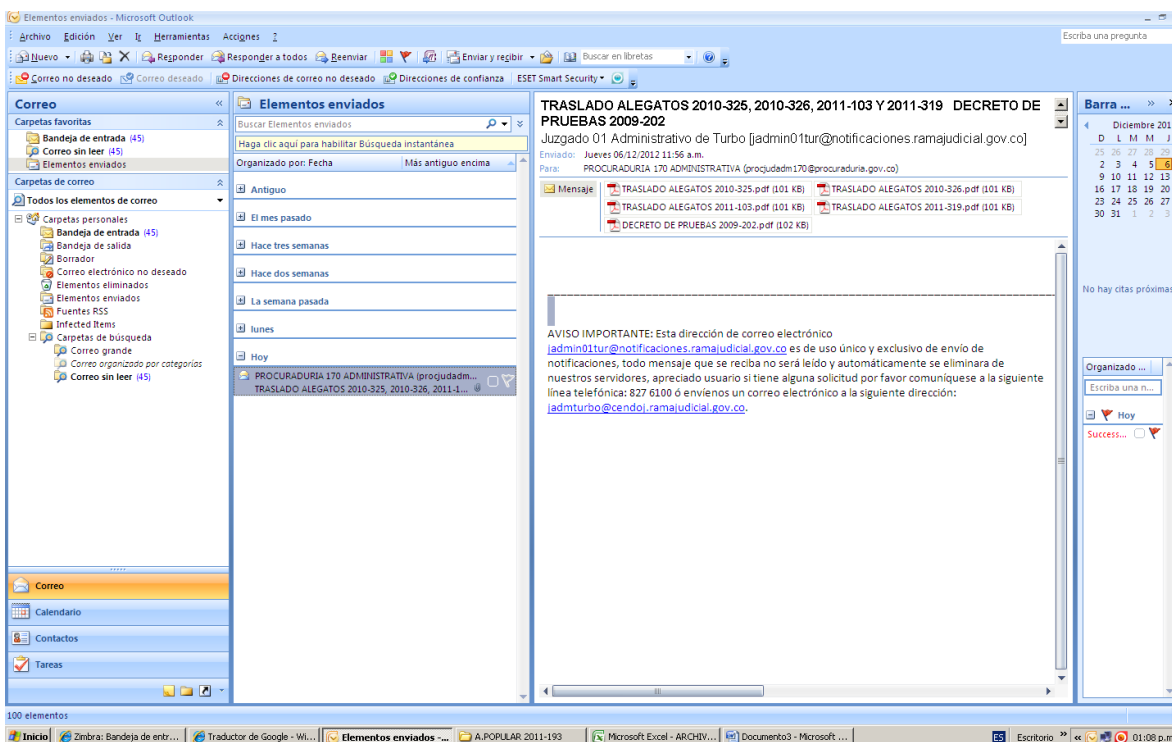 Elementos enviados - Microsoft Outlook
Archivo Edición Ver Ir Herramientas Acciones ?
Escriba una pregunta
Nuevo Responder Responder a todos Reenviar Enviar y recibir Buscar en libretas
Correo no deseado Correo deseado Direcciones de correo no deseado Direcciones de confianza ESET Smart Security
Correo
Carpetas favoritas
Bandeja de entrada (45)
Correo sin leer (45)
Elementos enviados
Carpetas de correo
Todos los elementos de correo
Carpetas personales
Bandeja de entrada (45)
Bandeja de salida
Borrador
Correo electrónico no deseado
Elementos eliminados
Elementos enviados
Fuentes RSS
Infected Items
Carpetas de búsqueda
Correo grande
Correo organizado por categorías
Correo sin leer (45)
Correo
Calendario
Contactos
Tareas
Elementos enviados
Buscar Elementos enviados
Haga clic aquí para habilitar Búsqueda instantánea
Organizado por: Fecha Más antiguo encima
Antiguo
El mes pasado
Hace tres semanas
Hace dos semanas
La semana pasada
lunes
Hoy
PROCURADURIA 170 ADMINISTRATIVA (procjudadm...
TRASLADO ALEGATOS 2010-325, 2010-326, 2011-1...
TRASLADO ALEGATOS 2010-325, 2010-326, 2011-103 Y 2011-319 DECRETO DE
PRUEBAS 2009-202
Juzgado 01 Administrativo de Turbo [jadmin01tur@notificaciones.ramajudicial.gov.co]
Enviado: Jueves 06/12/2012 11:56 a.m.
Para: PROCURADURIA 170 ADMINISTRATIVA (procjudadm170@procuraduria.gov.co)
Mensaje TRASLADO ALEGATOS 2010-325.pdf (101 KB) TRASLADO ALEGATOS 2010-326.pdf (101 KB)
TRASLADO ALEGATOS 2011-103.pdf (101 KB) TRASLADO ALEGATOS 2011-319.pdf (101 KB)
DECRETO DE PRUEBAS 2009-202.pdf (102 KB)
AVISO IMPORTANTE: Esta dirección de correo electrónico
jadmin01tur@notificaciones.ramajudicial.gov.co es de uso único y exclusivo de envío de
notificaciones, todo mensaje que se reciba no será leído y automáticamente se eliminara de
nuestros servidores, apreciado usuario si tiene alguna solicitud por favor comuníquese a la siguiente
línea telefónica: 827 6100 ó envíenos un correo electrónico a la siguiente dirección:
jadmturbo@cendoj.ramajudicial.gov.co.
Barra ... »
Diciembre 201
D L M M J
25 26 27 28 29
2 3 4 5 6
9 10 11 12 13
16 17 18 19 20
23 24 25 26 27
30 31 1 2 3
No hay citas próximas
Organizado ...
Escriba una n...
Hoy
Success...
100 elementos
Inicio Zimbra: Bandeja de entr... Traductor de Google - Wi... Elementos enviados -... A.POPULAR 2011-193 Microsoft Excel - ARCHIV... Documento3 - Microsoft ... ES Escritorio » « 01:08 p.m